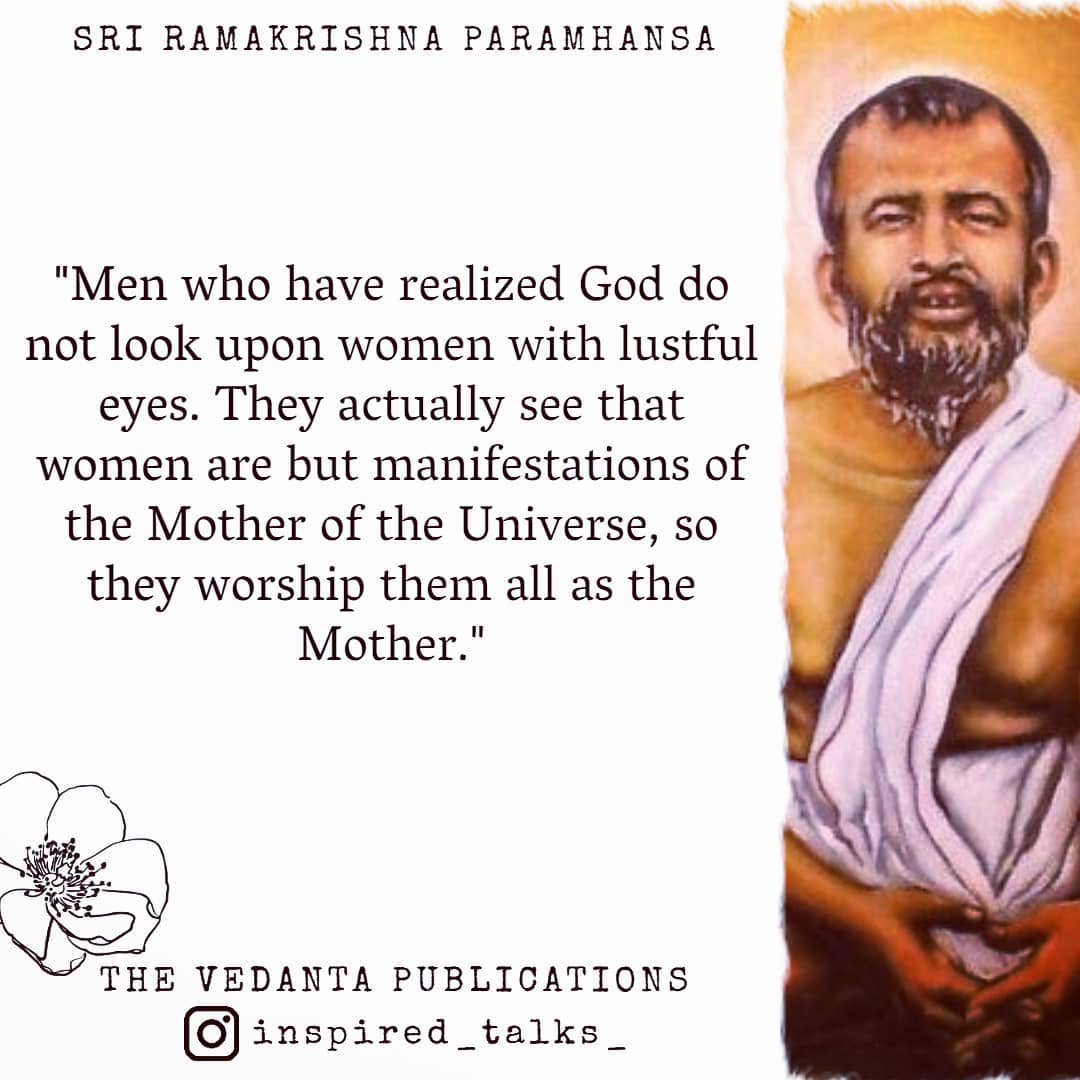 SRI RAMAKRISHNA PARAMHANSA
"Men who have realized God do
not look upon women with lustful
eyes. They actually see that
women are but manifestations of
the Mother of the Universe, so
they worship them all as the
Mother."
THE VEDANTA PUBLICATIONS
inspired_talks_